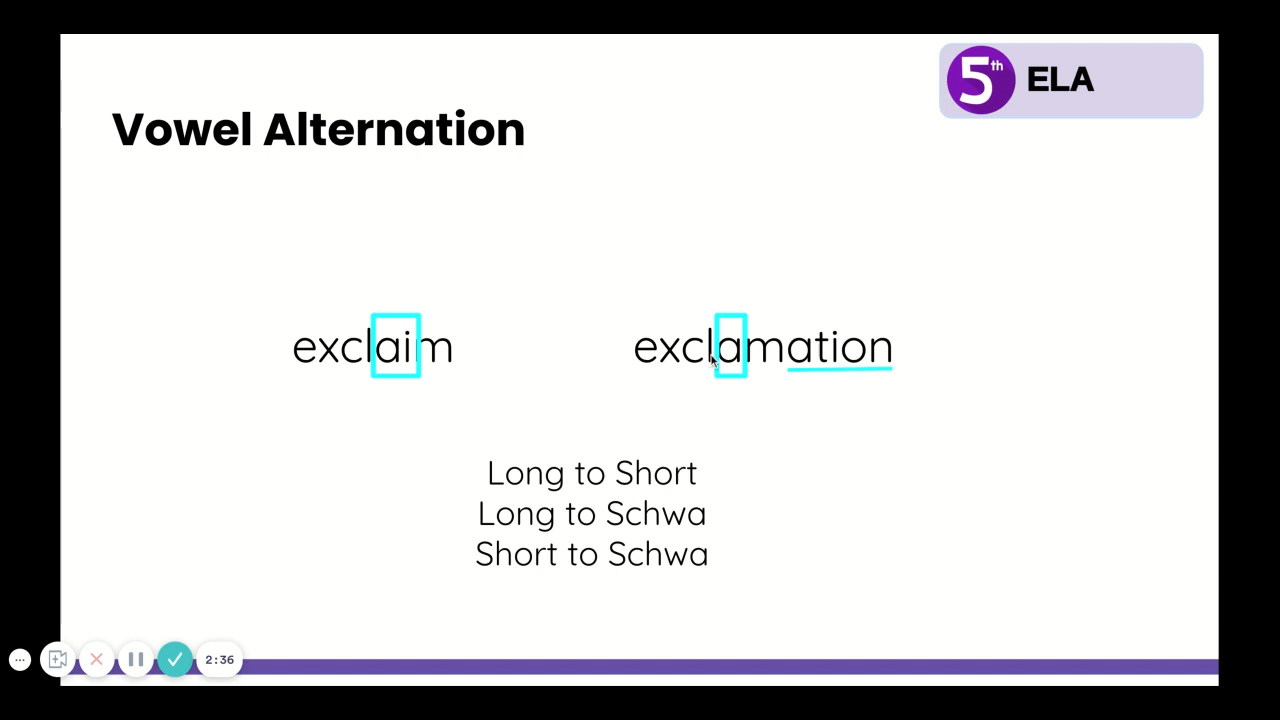 5th ELA
Vowel Alternation
exclaim exclamation
Long to Short
Long to Schwa
Short to Schwa
2:36